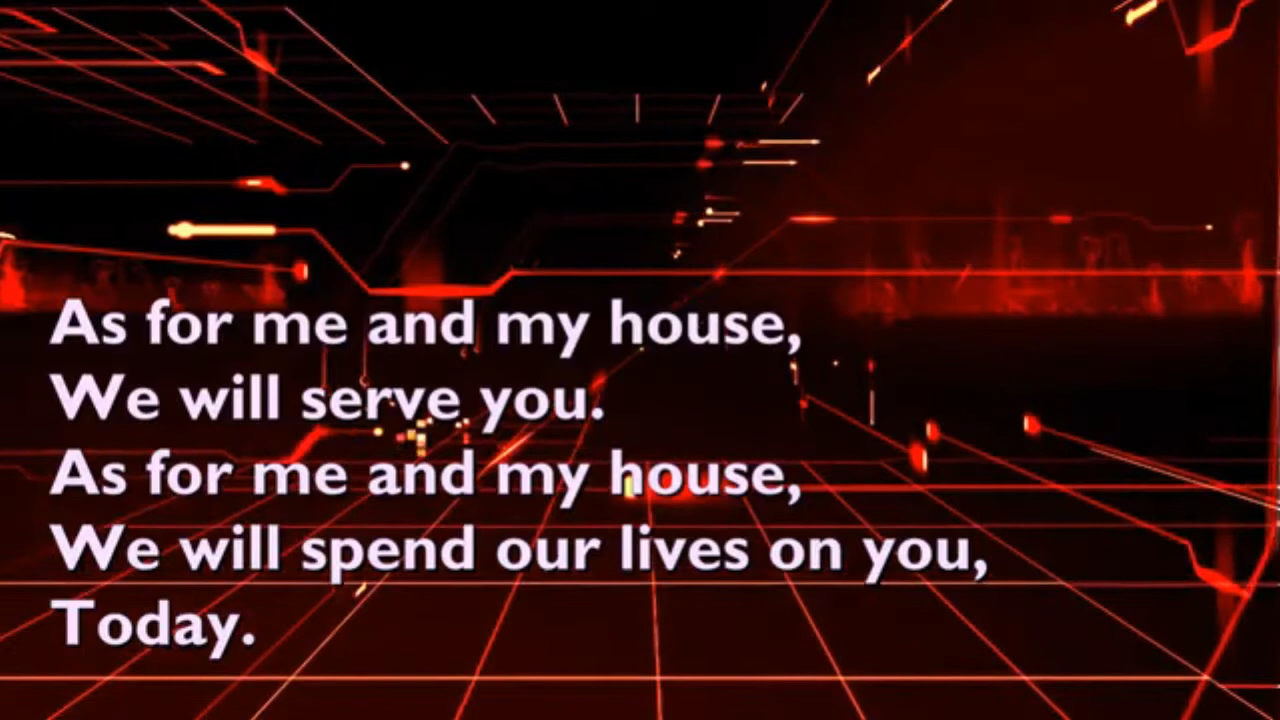 As for me and my house,
We will serve you.
As for me and my house,
We will spend our lives on you,
Today.